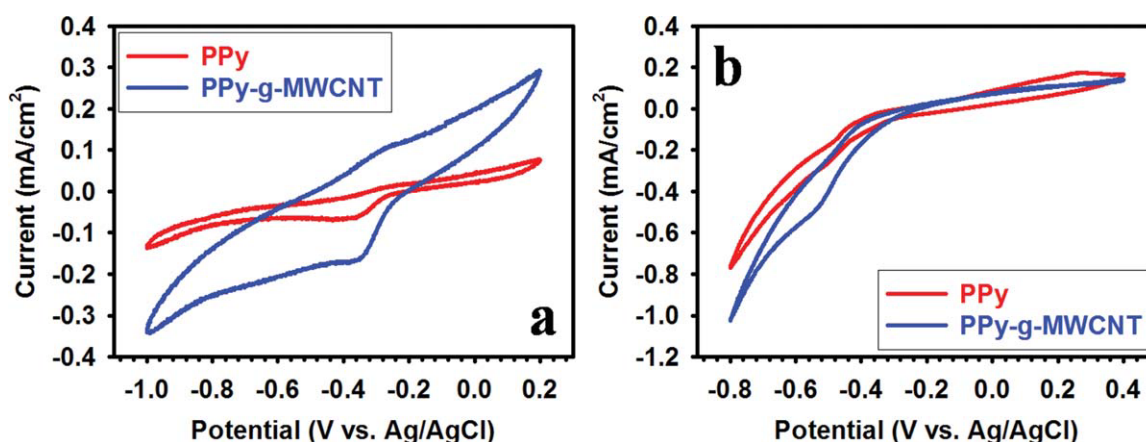 PPy
PPy-g-MWCNT
a
0.4
0.3
0.2
0.1
0.0
-0.1
-0.2
-0.3
-0.4
Current (mA/cm²)
-1.0 -0.8 -0.6 -0.4 -0.2 0.0 0.2
Potential (V vs. Ag/AgCl)
b
PPy
PPy-g-MWCNT
0.4
0.2
0.0
-0.2
-0.4
-0.6
-0.8
-1.0
-1.2
Current (mA/cm²)
-0.8 -0.6 -0.4 -0.2 0.0 0.2 0.4
Potential (V vs. Ag/AgCl)